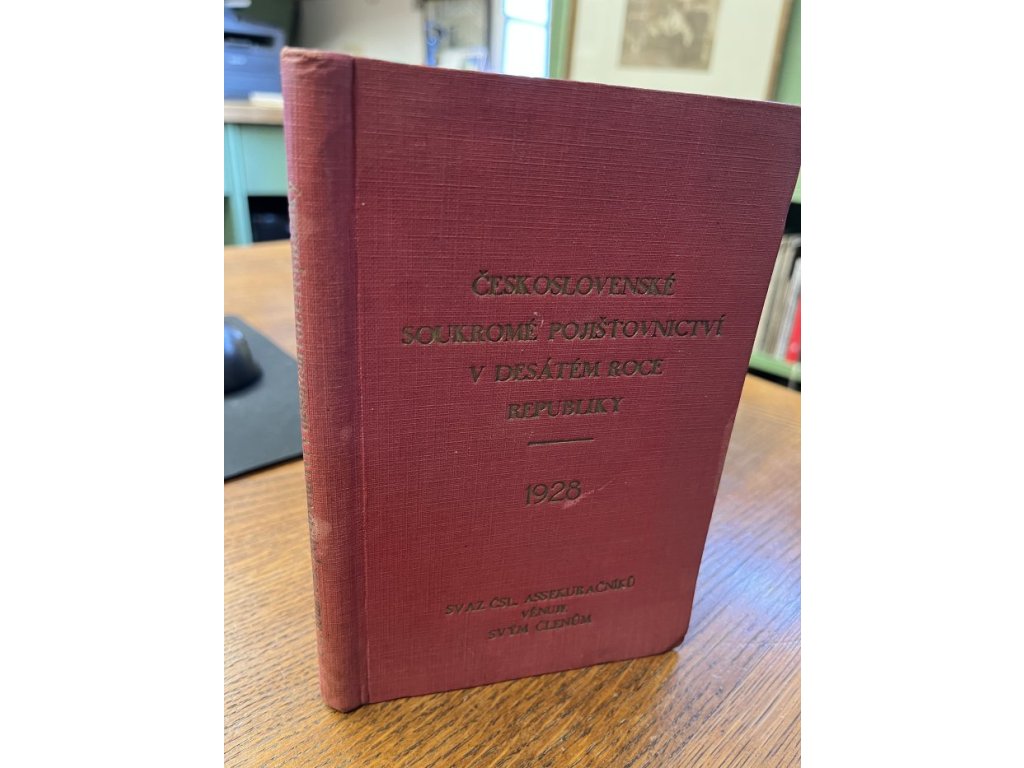 ČESKOSLOVENSKÉ
SOUKROMÉ POJIŠŤOVNICTVÍ
V DESÁTÉM ROCE
REPUBLIKY
1928
SVAZ ČSL. ASSEKURAČNÍKŮ
VĚNUJE
SVÝM ČLENŮM